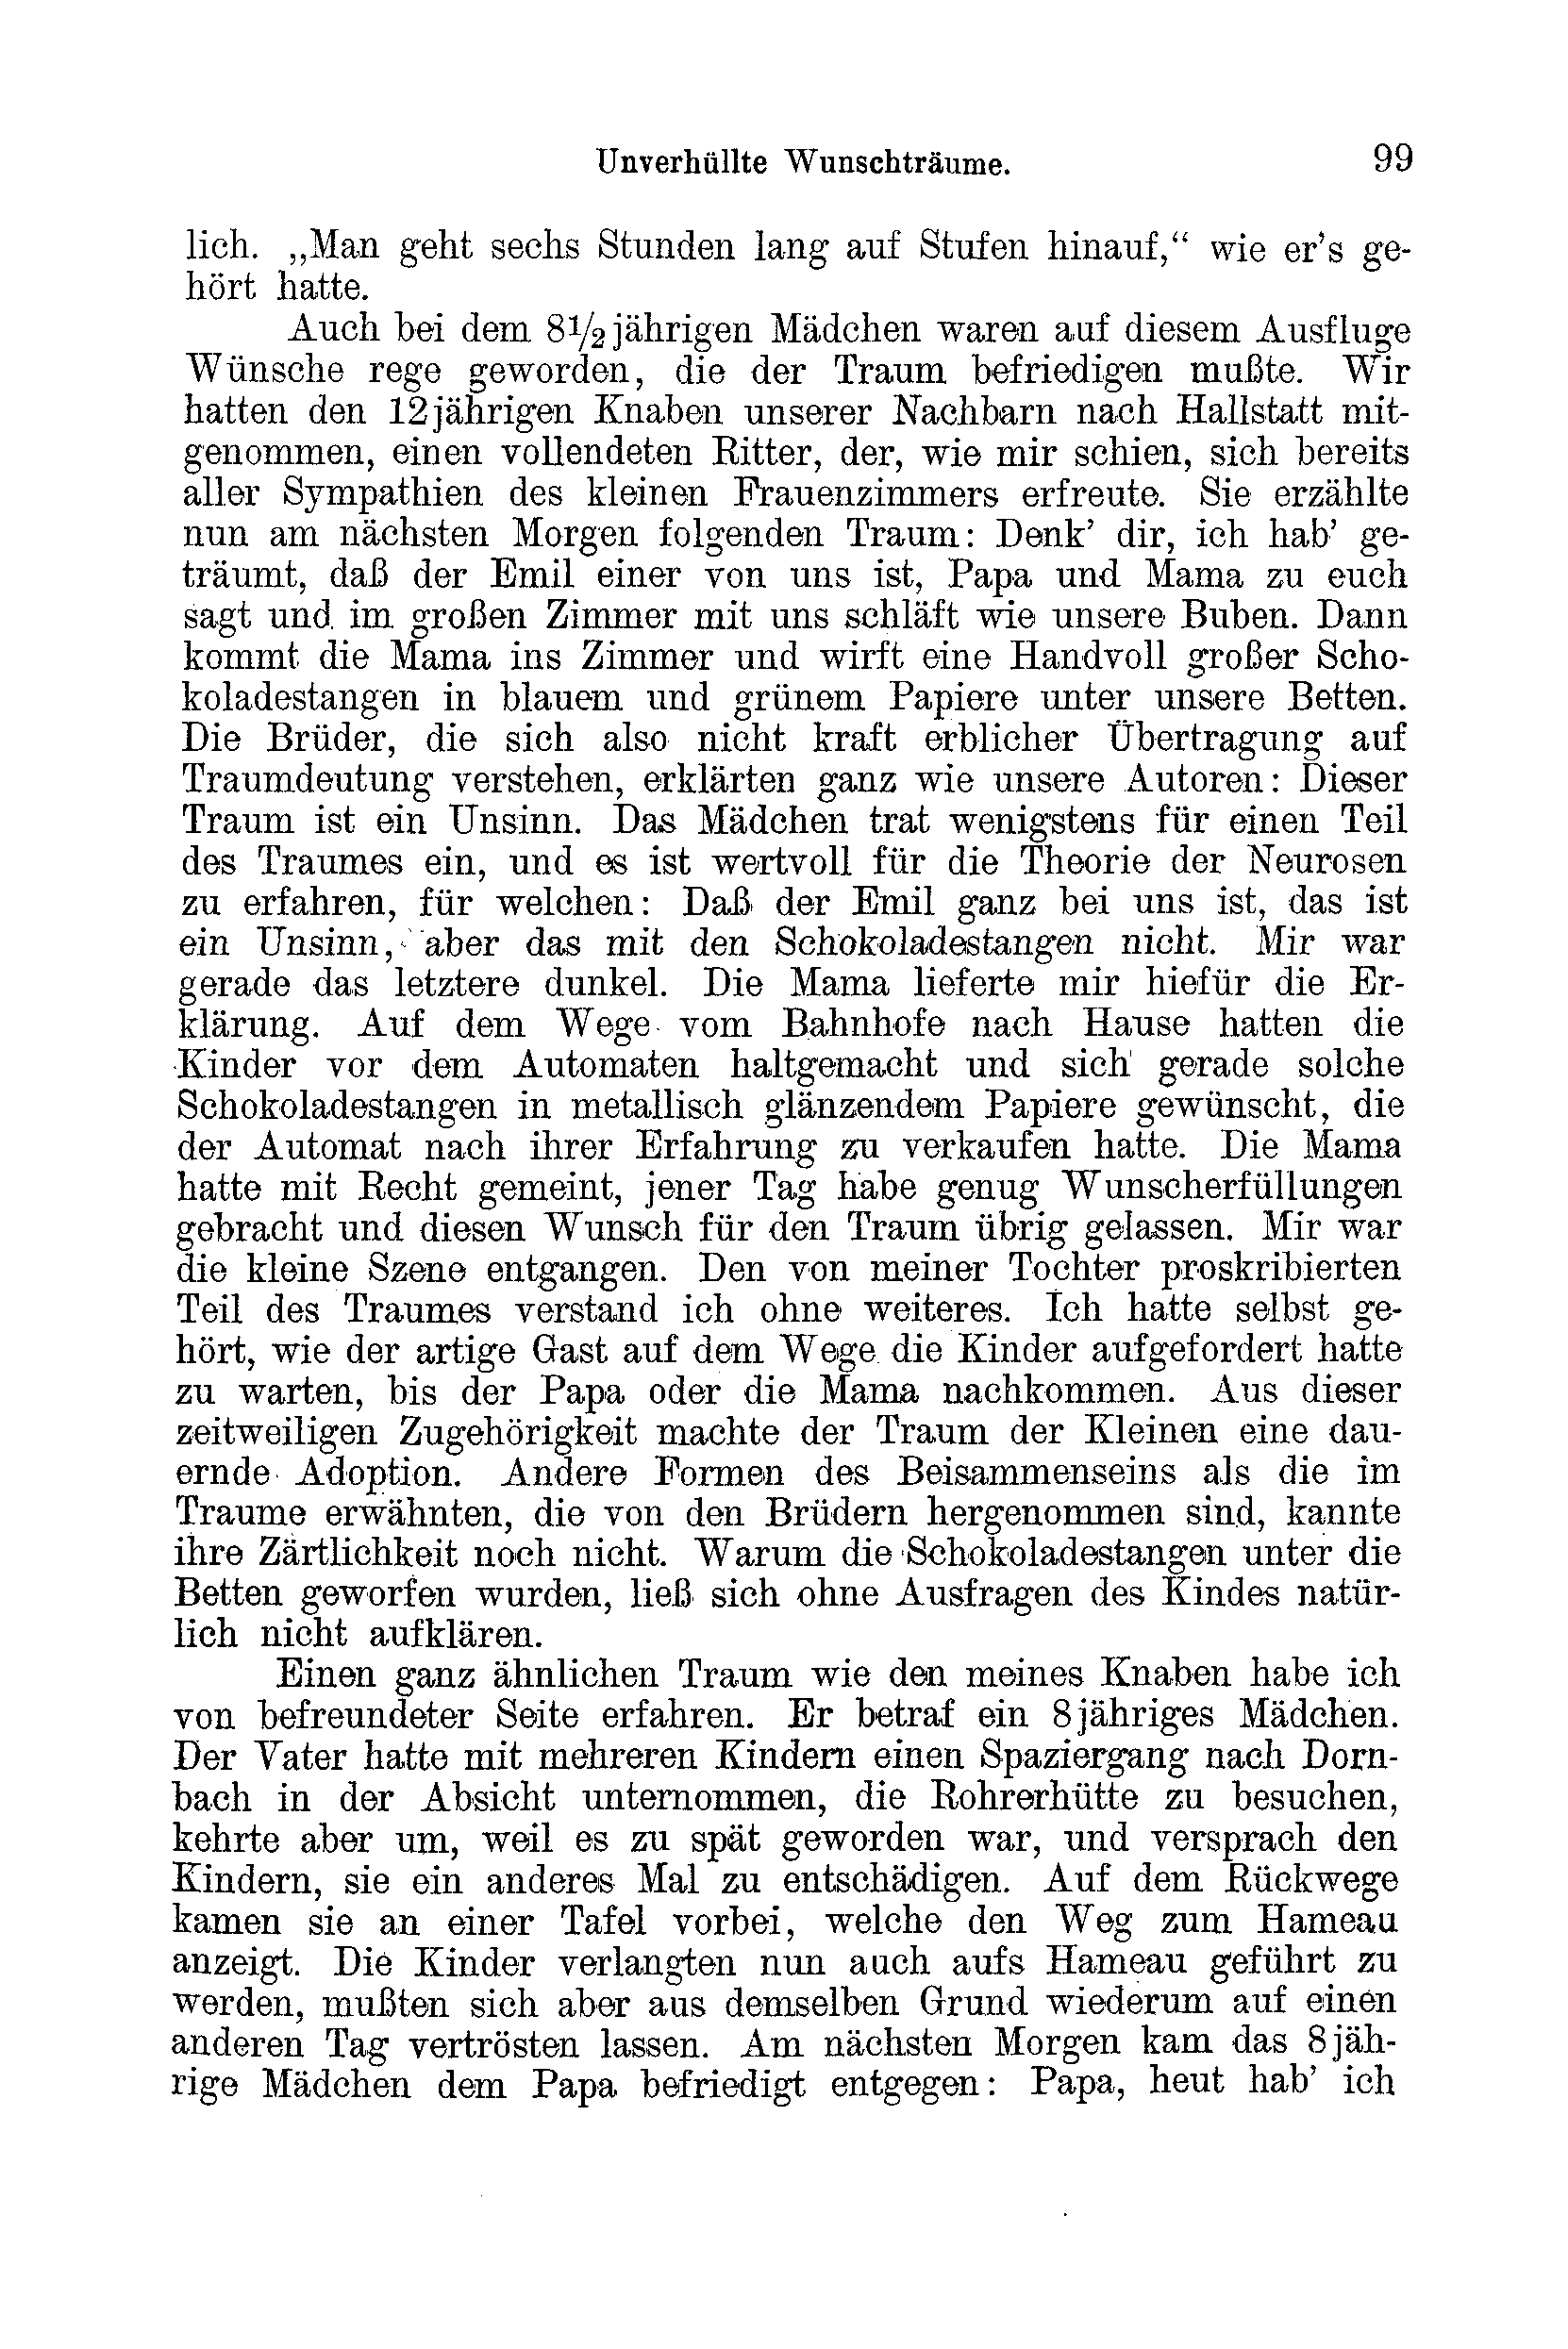 Unverhüllte Wunschträume. 99
lich. „Man geht sechs Stunden lang auf Stufen hinauf,“ wie er’s ge-
hört hatte.
Auch bei dem 8½jährigen Mädchen waren auf diesem Ausfluge
Wünsche rege geworden, die der Traum befriedigen mußte. Wir
hatten den 12jährigen Knaben unserer Nachbarn nach Hallstatt mit-
genommen, einen vollendeten Ritter, der, wie mir schien, sich bereits
aller Sympathien des kleinen Frauenzimmers erfreute. Sie erzählte
nun am nächsten Morgen folgenden Traum: Denk’ dir, ich hab’ ge-
träumt, daß der Emil einer von uns ist, Papa und Mama zu euch
sagt und im großen Zimmer mit uns schläft wie unsere Buben. Dann
kommt die Mama ins Zimmer und wirft eine Handvoll großer Scho-
koladestangen in blauem und grünem Papiere unter unsere Betten.
Die Brüder, die sich also nicht kraft erblicher Übertragung auf
Traumdeutung verstehen, erklärten ganz wie unsere Autoren: Dieser
Traum ist ein Unsinn. Das Mädchen trat wenigstens für einen Teil
des Traumes ein, und es ist wertvoll für die Theorie der Neurosen
zu erfahren, für welchen: Daß der Emil ganz bei uns ist, das ist
ein Unsinn, aber das mit den Schokoladestangen nicht. Mir war
gerade das letztere dunkel. Die Mama lieferte mir hiefür die Er-
klärung. Auf dem Wege vom Bahnhofe nach Hause hatten die
Kinder vor dem Automaten haltgemacht und sich gerade solche
Schokoladestangen in metallisch glänzendem Papiere gewünscht, die
der Automat nach ihrer Erfahrung zu verkaufen hatte. Die Mama
hatte mit Recht gemeint, jener Tag habe genug Wunscherfüllungen
gebracht und diesen Wunsch für den Traum übrig gelassen. Mir war
die kleine Szene entgangen. Den von meiner Tochter proskribierten
Teil des Traumes verstand ich ohne weiteres. Ich hatte selbst ge-
hört, wie der artige Gast auf dem Wege die Kinder aufgefordert hatte
zu warten, bis der Papa oder die Mama nachkommen. Aus dieser
zeitweiligen Zugehörigkeit machte der Traum der Kleinen eine dau-
ernde Adoption. Andere Formen des Beisammenseins als die im
Traume erwähnten, die von den Brüdern hergenommen sind, kannte
ihre Zärtlichkeit noch nicht. Warum die Schokoladestangen unter die
Betten geworfen wurden, ließ sich ohne Ausfragen des Kindes natür-
lich nicht aufklären.
Einen ganz ähnlichen Traum wie den meines Knaben habe ich
von befreundeter Seite erfahren. Er betraf ein 8jähriges Mädchen.
Der Vater hatte mit mehreren Kindern einen Spaziergang nach Dorn-
bach in der Absicht unternommen, die Rohrerhütte zu besuchen,
kehrte aber um, weil es zu spät geworden war, und versprach den
Kindern, sie ein anderes Mal zu entschädigen. Auf dem Rückwege
kamen sie an einer Tafel vorbei, welche den Weg zum Hameau
anzeigt. Die Kinder verlangten nun auch aufs Hameau geführt zu
werden, mußten sich aber aus demselben Grund wiederum auf einen
anderen Tag vertrösten lassen. Am nächsten Morgen kam das 8jäh-
rige Mädchen dem Papa befriedigt entgegen: Papa, heut hab’ ich